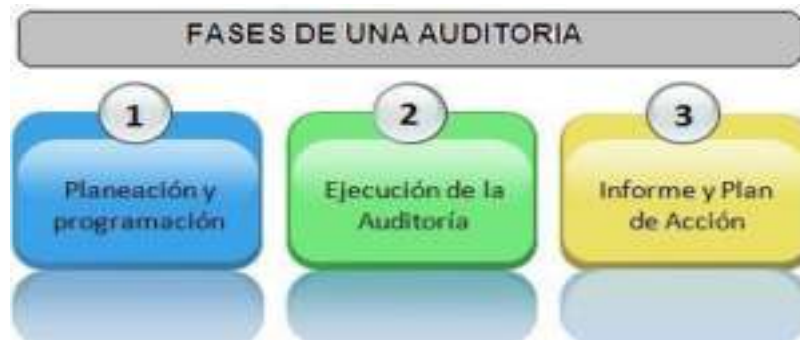 FASES DE UNA AUDITORIA
1
2
3
Planeación y
programación
Ejecución de la
Auditoría
Informe y Plan
de Acción